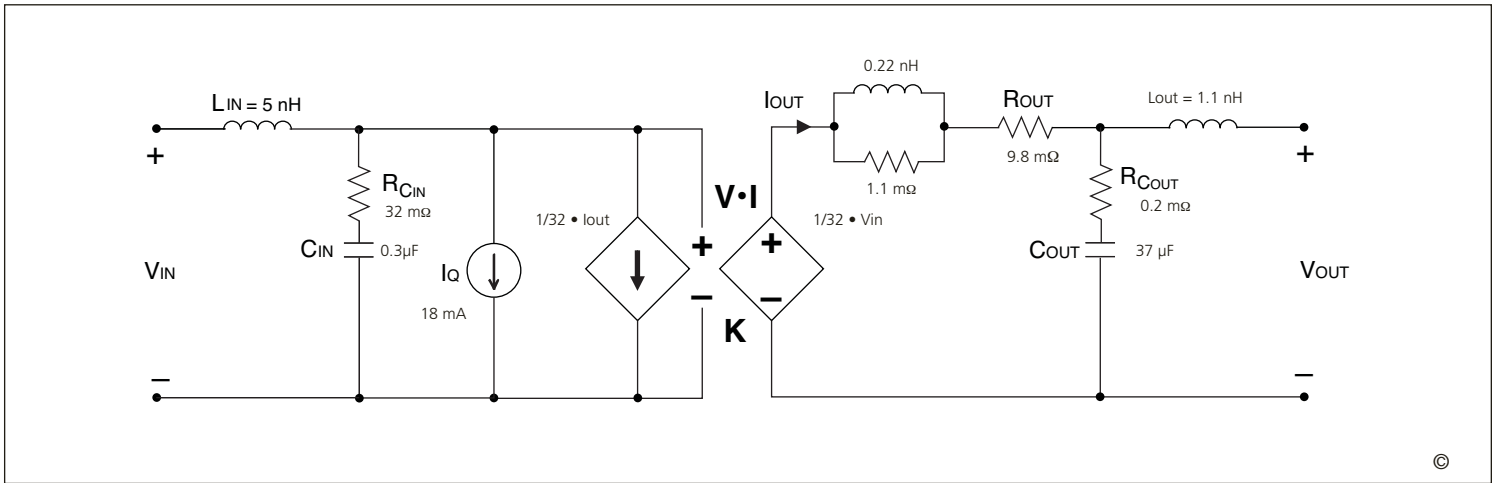 LIN = 5 nH
+
VIN
–
RCIN
32 mΩ
CIN
0.3µF
IQ
18 mA
1/32 • Iout
+
–
V•I
K
1/32 • Vin
+
–
IOUT
0.22 nH
1.1 mΩ
ROUT
9.8 mΩ
RCOUT
0.2 mΩ
COUT
37 µF
Lout = 1.1 nH
+
VOUT
–
©